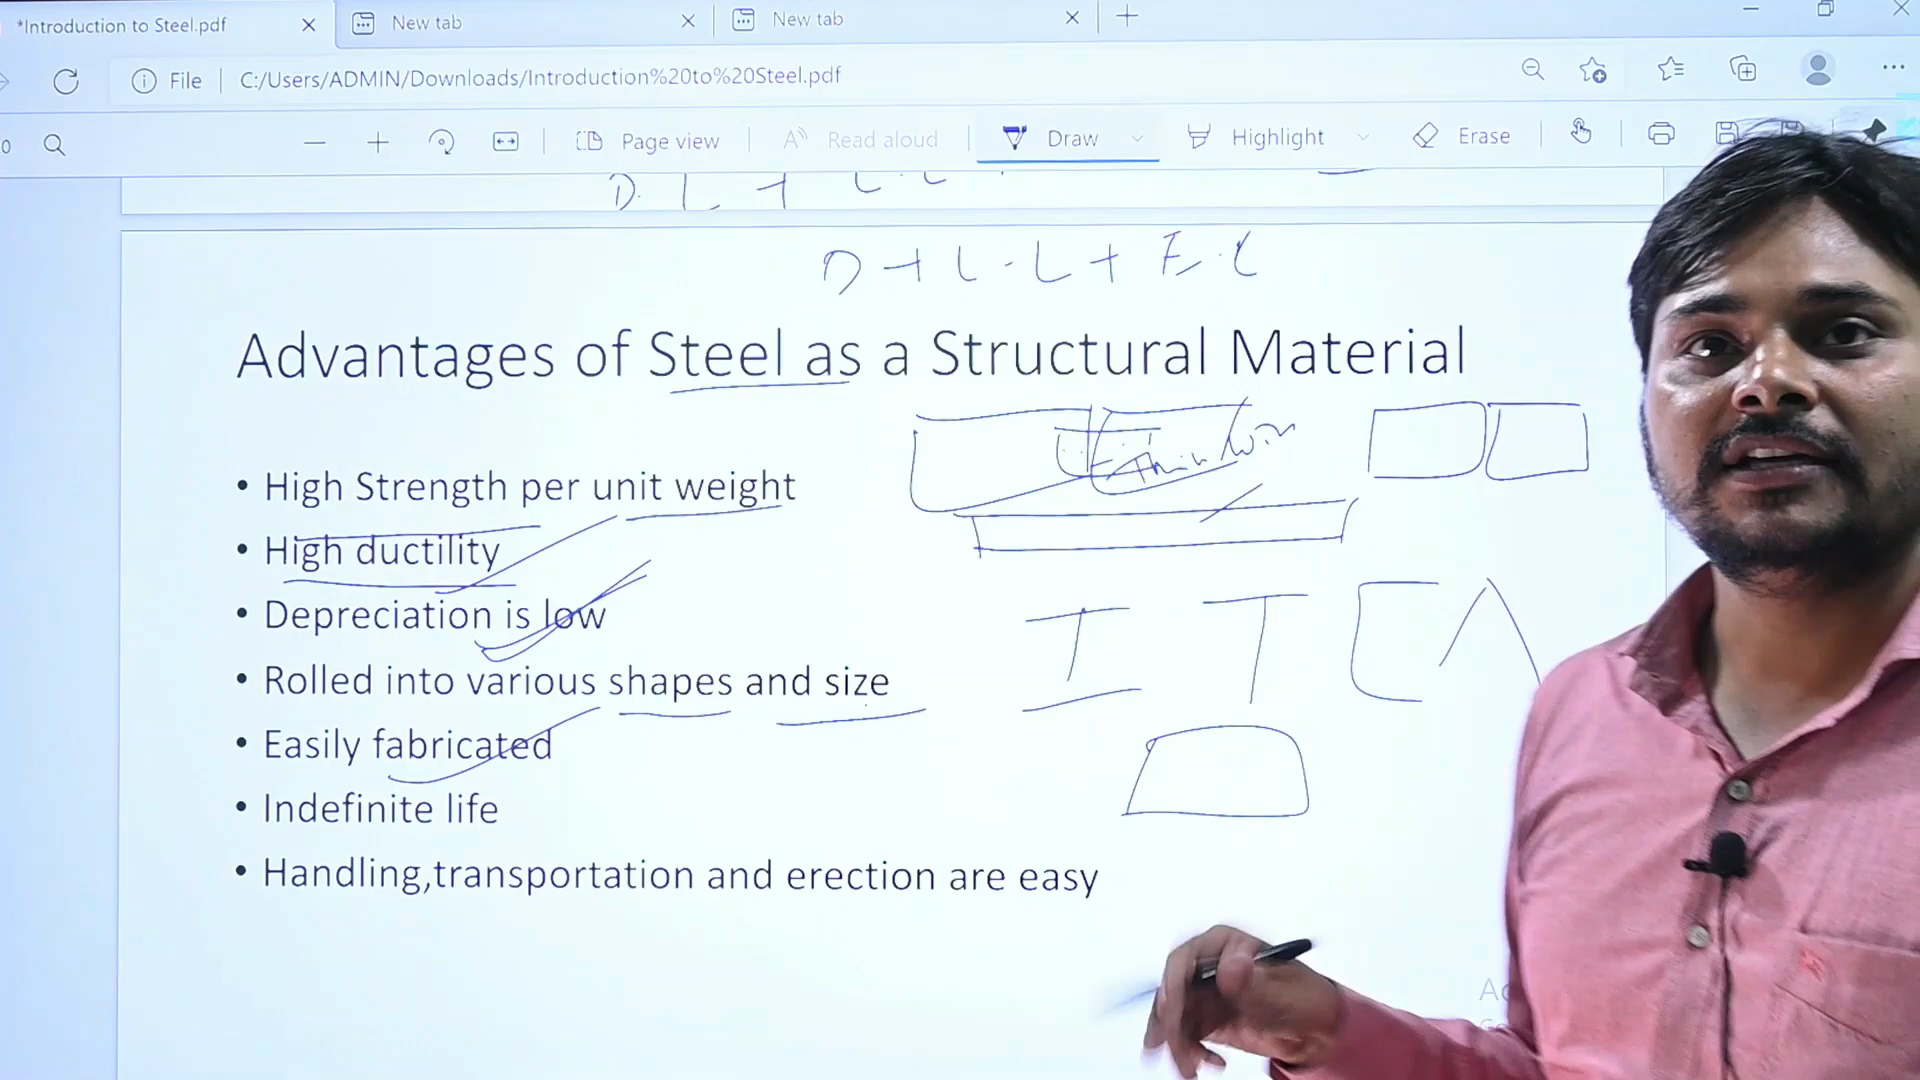 *Introduction to Steel.pdf
New tab
New tab
File
C:/Users/ADMIN/Downloads/Introduction%20to%20Steel.pdf
0
Page view
Read aloud
Draw
Highlight
Erase
D. L + L.L
D + L.L + E.L
Advantages of Steel as a Structural Material
• High Strength per unit weight
• High ductility
• Depreciation is low
• Rolled into various shapes and size
• Easily fabricated
• Indefinite life
• Handling,transportation and erection are easy